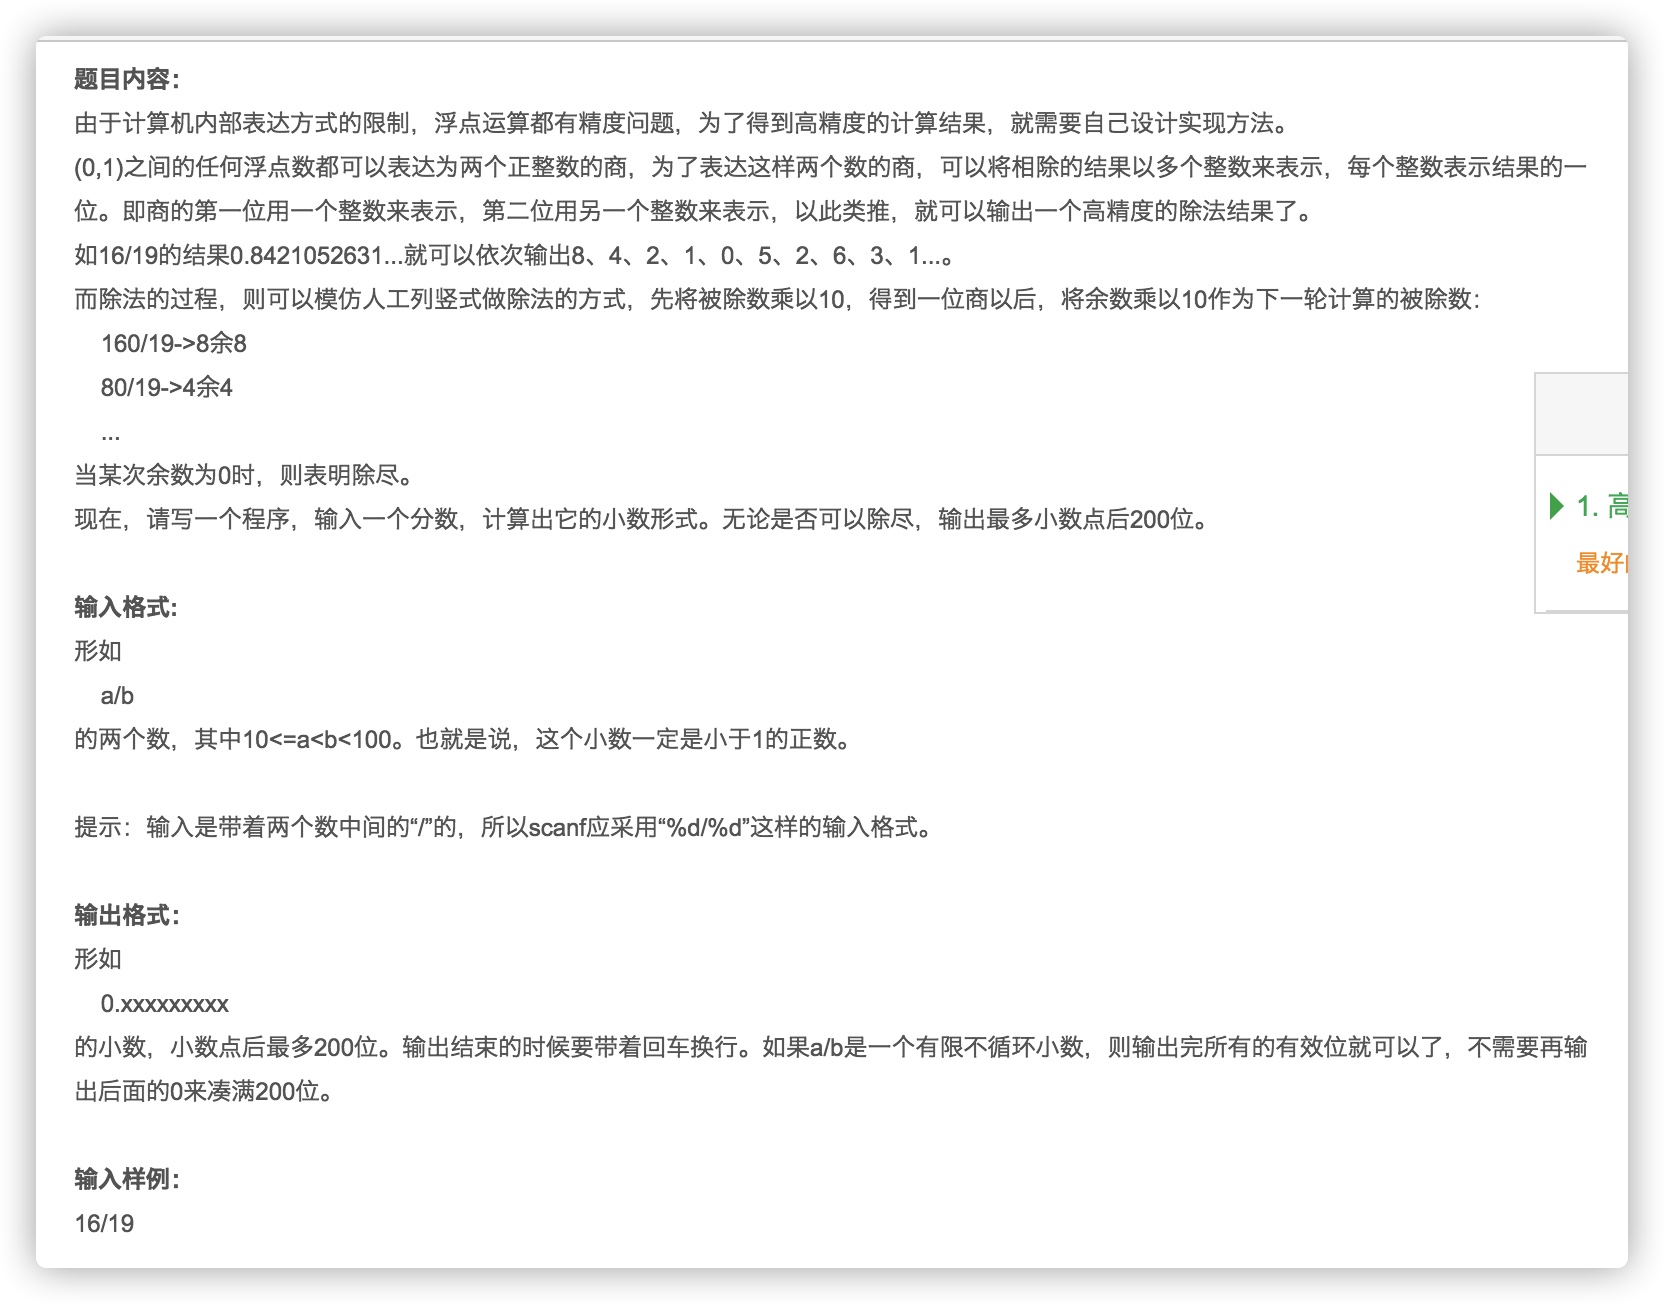 题目内容：
由于计算机内部表达方式的限制，浮点运算都有精度问题，为了得到高精度的计算结果，就需要自己设计实现方法。
(0,1)之间的任何浮点数都可以表达为两个正整数的商，为了表达这样两个数的商，可以将相除的结果以多个整数来表示，每个整数表示结果的一
位。即商的第一位用一个整数来表示，第二位用另一个整数来表示，以此类推，就可以输出一个高精度的除法结果了。
如16/19的结果0.8421052631...就可以依次输出8、4、2、1、0、5、2、6、3、1...。
而除法的过程，则可以模仿人工列竖式做除法的方式，先将被除数乘以10，得到一位商以后，将余数乘以10作为下一轮计算的被除数：
160/19->8余8
80/19->4余4
...
当某次余数为0时，则表明除尽。
现在，请写一个程序，输入一个分数，计算出它的小数形式。无论是否可以除尽，输出最多小数点后200位。
1. 高
最好
输入格式:
形如
a/b
的两个数，其中10<=a<b<100。也就是说，这个小数一定是小于1的正数。
提示：输入是带着两个数中间的“/”的，所以scanf应采用“%d/%d”这样的输入格式。
输出格式：
形如
0.xxxxxxxxx
的小数，小数点后最多200位。输出结束的时候要带着回车换行。如果a/b是一个有限不循环小数，则输出完所有的有效位就可以了，不需要再输
出后面的0来凑满200位。
输入样例：
16/19